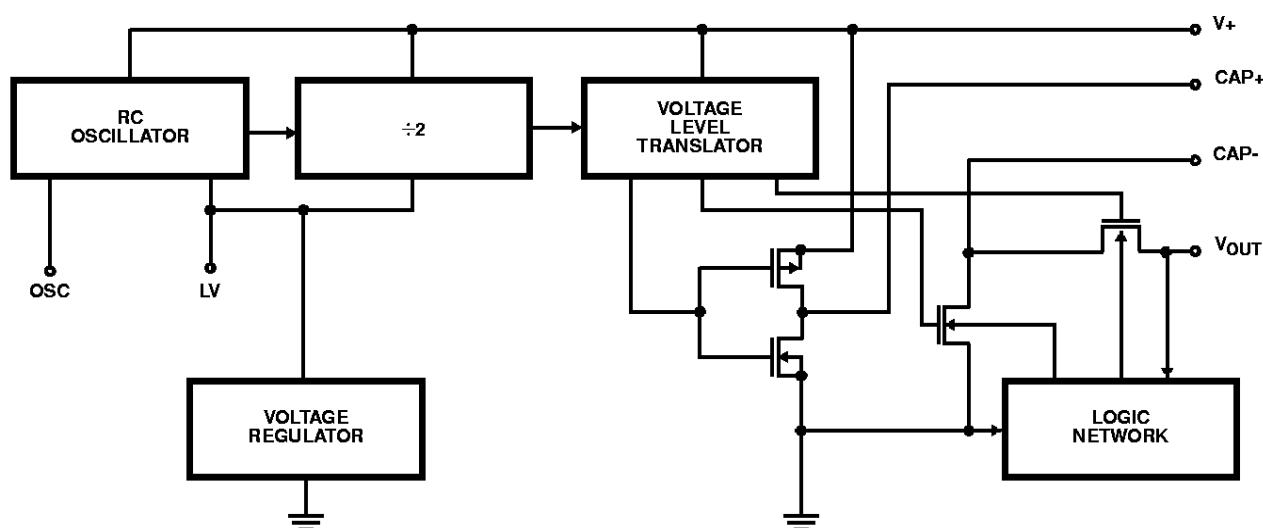 V+
CAP+
RC
OSCILLATOR
÷2
VOLTAGE
LEVEL
TRANSLATOR
CAP-
VOUT
OSC
LV
VOLTAGE
REGULATOR
LOGIC
NETWORK